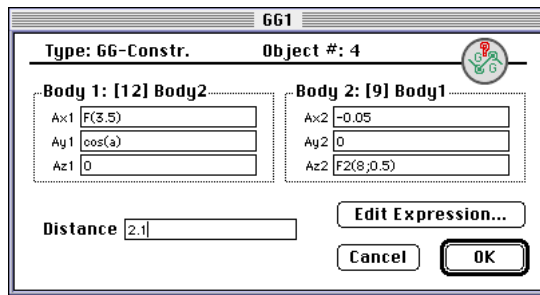 GG1
Type: GG-Constr. Object #: 4
? G G
Body 1: [12] Body2 Body 2: [9] Body1
Ax1 F(3.5) Ax2 -0.05
Ay1 cos(a) Ay2 0
Az1 0 Az2 F2(8;0.5)
Edit Expression...
Distance 2.1
Cancel OK